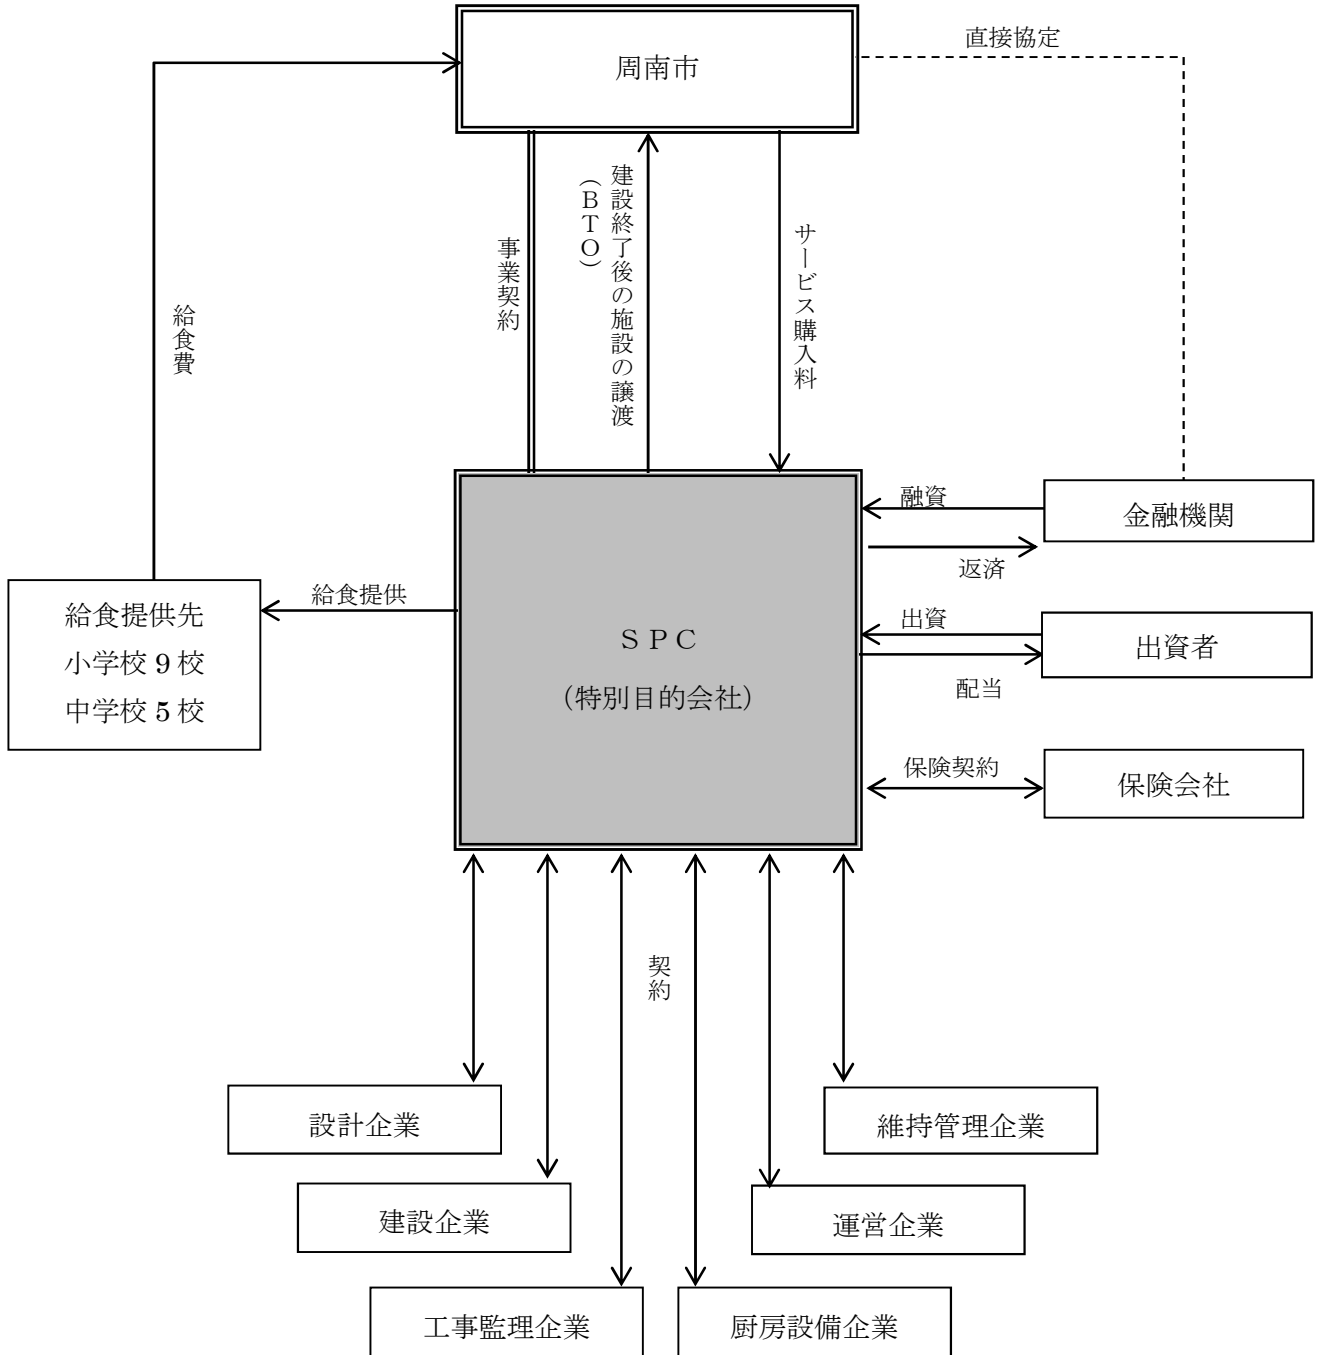 直接協定
周南市
建設終了後の施設の譲渡
（ＢＴＯ）
事業契約
サービス購入料
給食費
融資
金融機関
返済
給食提供
給食提供先
小学校 9 校
中学校 5 校
出資
出資者
配当
ＳＰＣ
（特別目的会社）
保険契約
保険会社
契約
設計企業
維持管理企業
建設企業
運営企業
工事監理企業
厨房設備企業